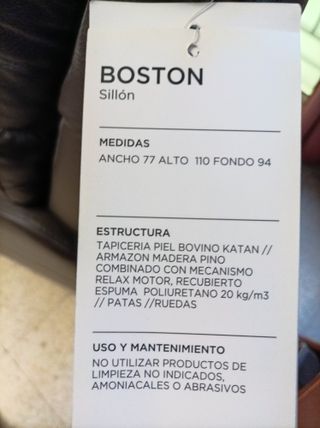 BOSTON
Sillón
MEDIDAS
ANCHO 77 ALTO 110 FONDO 94
ESTRUCTURA
TAPICERIA PIEL BOVINO KATAN //
ARMAZON MADERA PINO
COMBINADO CON MECANISMO
RELAX MOTOR, RECUBIERTO
ESPUMA POLIURETANO 20 kg/m3
// PATAS //RUEDAS
USO Y MANTENIMIENTO
NO UTILIZAR PRODUCTOS DE
LIMPIEZA NO INDICADOS,
AMONIACALES O ABRASIVOS